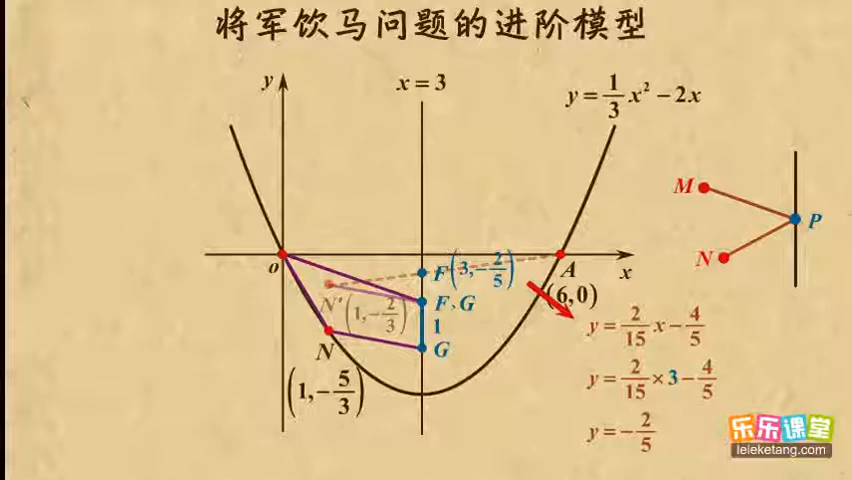 将军饮马问题的进阶模型
y
x = 3
y = 1/3 x² − 2x
M
P
N
o
F(3, −2/5)
A
x
(6,0)
N′(1, −2/3)
F、G
1
G
N
(1, −5/3)
y = 2/15 x − 4/5
y = 2/15 × 3 − 4/5
y = − 2/5
乐乐课堂
leleketang.com